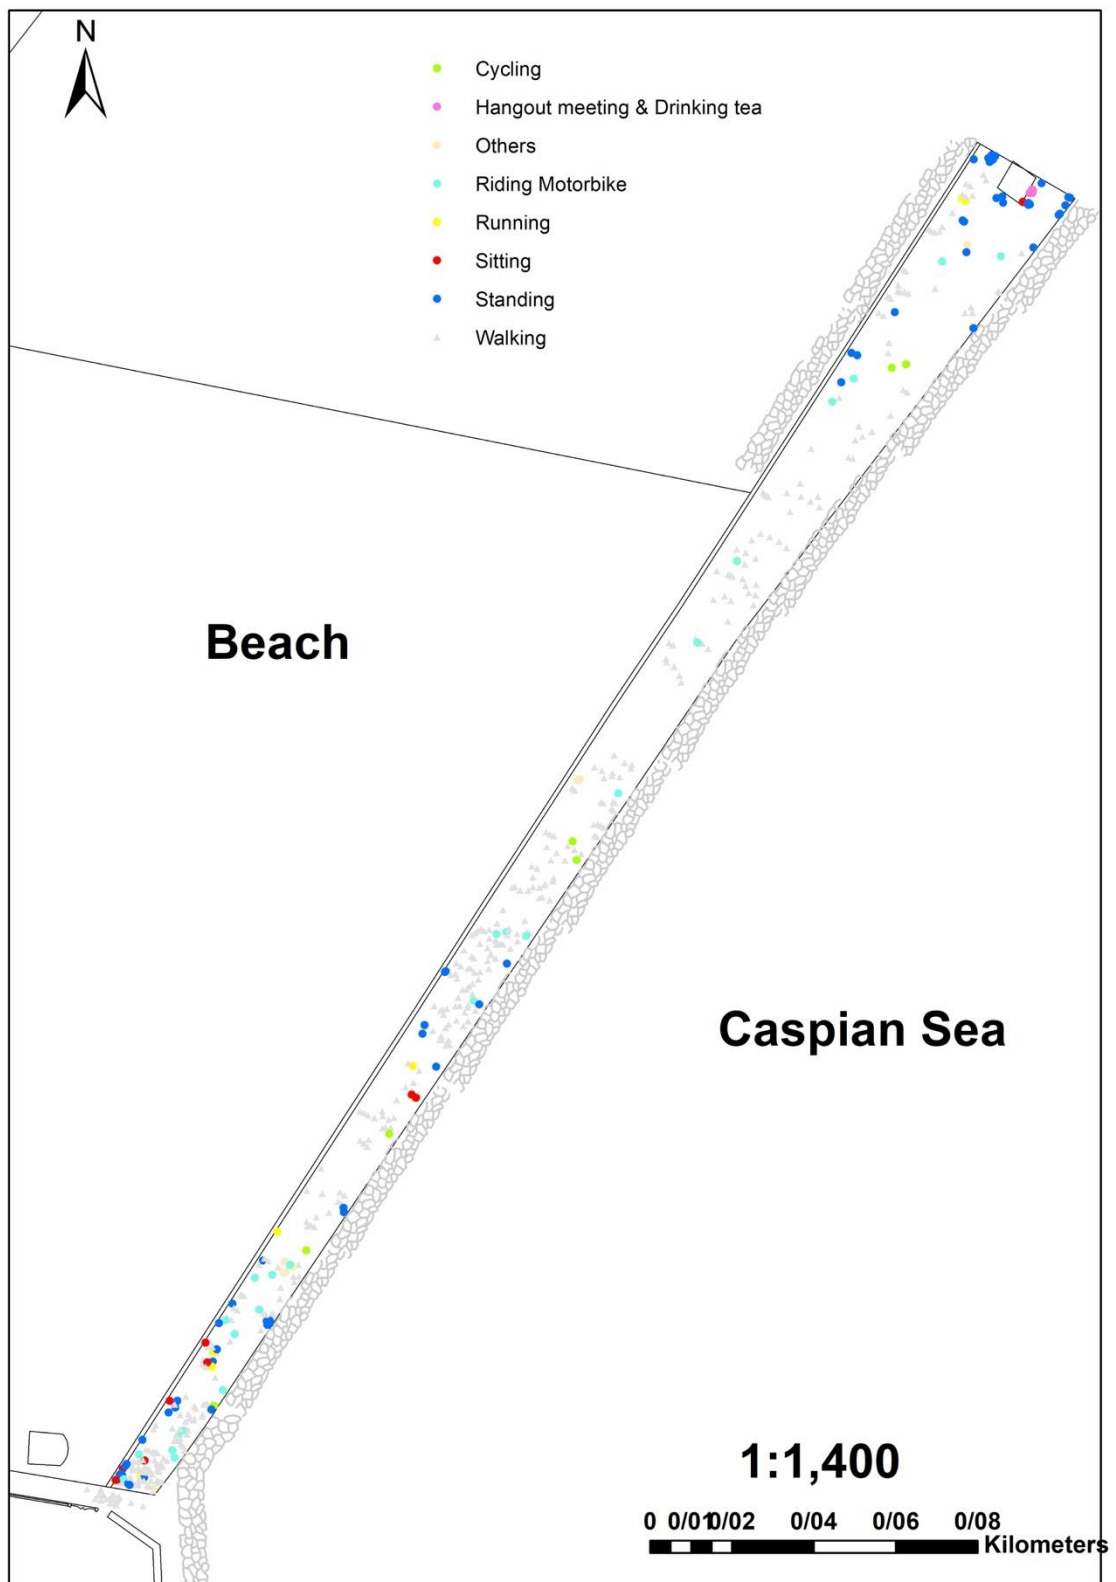 N
Cycling
Hangout meeting & Drinking tea
Others
Riding Motorbike
Running
Sitting
Standing
Walking
Beach
Caspian Sea
1:1,400
0 0/01 0/02 0/04 0/06 0/08
Kilometers